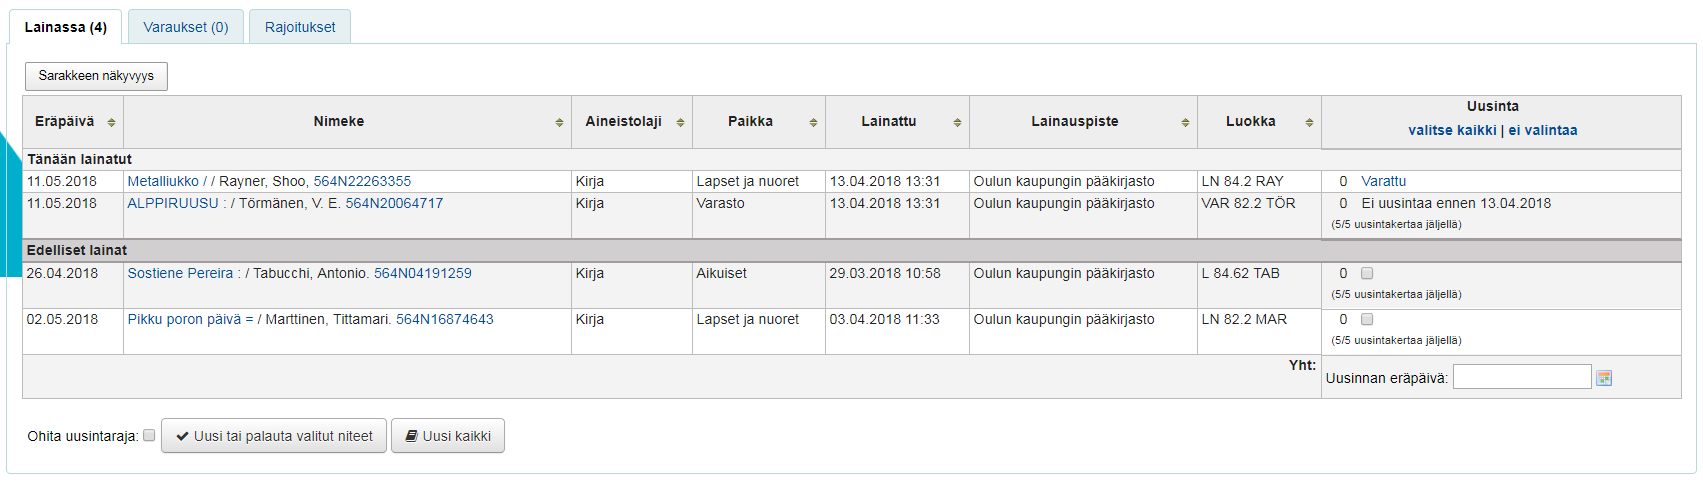 Lainassa (4) Varaukset (0) Rajoitukset
Sarakkeen näkyvyys
Eräpäivä Nimeke Aineistolaji Paikka Lainattu Lainauspiste Luokka Uusinta
valitse kaikki | ei valintaa
Tänään lainatut
11.05.2018 Metalliukko / / Rayner, Shoo, 564N22263355 Kirja Lapset ja nuoret 13.04.2018 13:31 Oulun kaupungin pääkirjasto LN 84.2 RAY 0 Varattu
11.05.2018 ALPPIRUUSU : / Törmänen, V. E. 564N20064717 Kirja Varasto 13.04.2018 13:31 Oulun kaupungin pääkirjasto VAR 82.2 TÖR 0 Ei uusintaa ennen 13.04.2018
(5/5 uusintakertaa jäljellä)
Edelliset lainat
26.04.2018 Sostiene Pereira : / Tabucchi, Antonio. 564N04191259 Kirja Aikuiset 29.03.2018 10:58 Oulun kaupungin pääkirjasto L 84.62 TAB 0
(5/5 uusintakertaa jäljellä)
02.05.2018 Pikku poron päivä = / Marttinen, Tittamari. 564N16874643 Kirja Lapset ja nuoret 03.04.2018 11:33 Oulun kaupungin pääkirjasto LN 82.2 MAR 0
(5/5 uusintakertaa jäljellä)
Yht:
Uusinnan eräpäivä:
Ohita uusintaraja: Uusi tai palauta valitut niteet Uusi kaikki